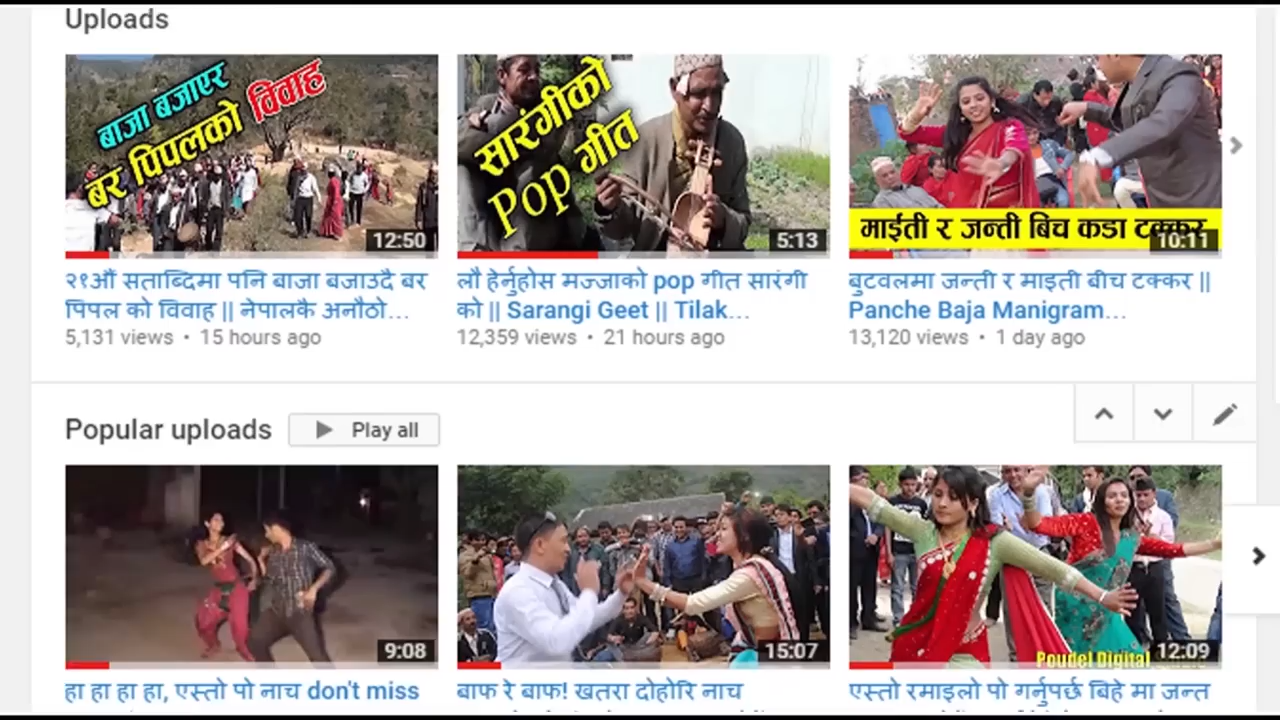 Uploads
बाजा बजाएर
बर पिपलको विवाह
12:50
सारंगीको
Pop गीत
5:13
माईती र जन्ती बिच कडा टक्कर
10:11
२१औं सताब्दिमा पनि बाजा बजाउदै बर
पिपल को विवाह || नेपालकै अनौठो...
5,131 views • 15 hours ago
लौ हेर्नुहोस मज्जाको pop गीत सारंगी
को || Sarangi Geet || Tilak...
12,359 views • 21 hours ago
बुटवलमा जन्ती र माइती बीच टक्कर ||
Panche Baja Manigram...
13,120 views • 1 day ago
Popular uploads
Play all
9:08
15:07
Poudel Digital
12:09
हा हा हा हा, एस्तो पो नाच don't miss
बाफ रे बाफ! खतरा दोहोरि नाच
एस्तो रमाइलो पो गर्नुपर्छ बिहे मा जन्त